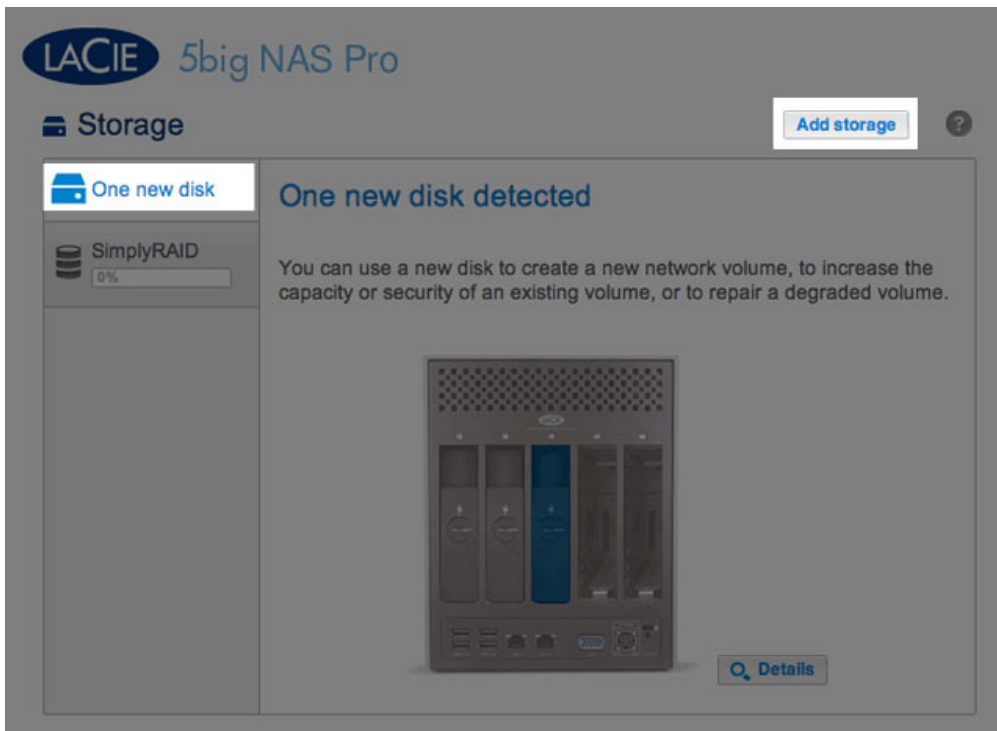 LACIE 5big NAS Pro
Storage
Add storage
?
One new disk
SimplyRAID
0%
One new disk detected
You can use a new disk to create a new network volume, to increase the
capacity or security of an existing volume, or to repair a degraded volume.
LACIE
Details